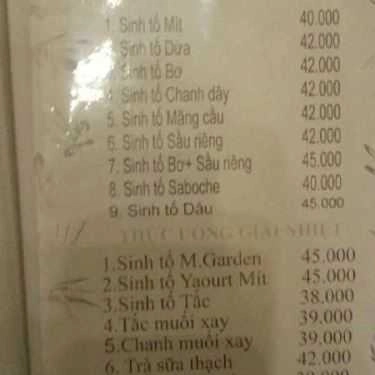 1. Sinh tố Mít 40.000
2. Sinh tố Dừa 42.000
3. Sinh tố Bơ 42.000
4. Sinh tố Chanh dây 42.000
5. Sinh tố Mãng cầu 42.000
6. Sinh tố Sầu riêng 42.000
7. Sinh tố Bơ+ Sầu riêng 45.000
8. Sinh tố Saboche 40.000
9. Sinh tố Dâu 45.000
THỨC UỐNG GIẢI NHIỆT
1.Sinh tố M.Garden 45.000
2.Sinh tố Yaourt Mít 45.000
3.Sinh tố Tắc 38.000
4.Tắc muối xay 39.000
5.Chanh muối xay 39.000
6. Trà sữa thạch 42.000